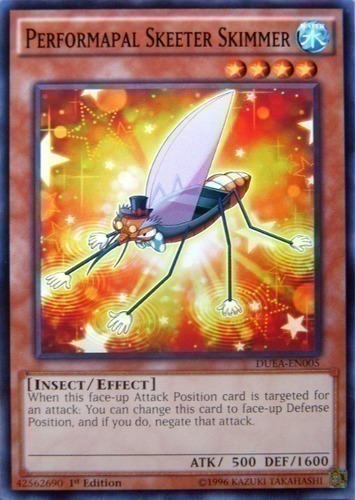 PERFORMAPAL SKEETER SKIMMER
WATER
水
DUEA-EN005
[INSECT/EFFECT]
When this face-up Attack Position card is targeted for
an attack: You can change this card to face-up Defense
Position, and if you do, negate that attack.
ATK/ 500 DEF/1600
42562690 1st Edition ©1996 KAZUKI TAKAHASHI